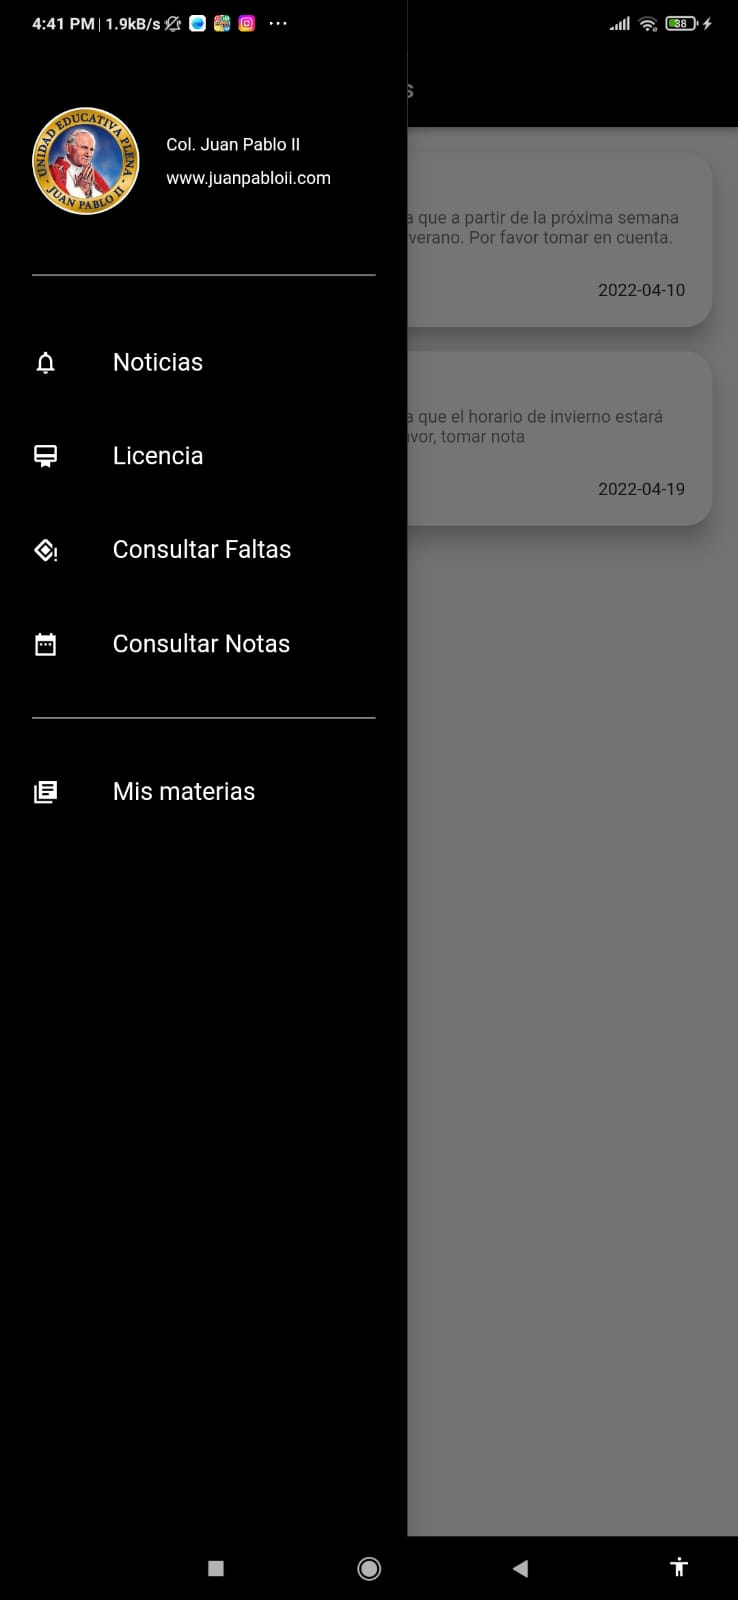 4:41 PM | 1.9kB/s
38
UNIDAD EDUCATIVA PLENA
- JUAN PABLO II -
Col. Juan Pablo II
www.juanpabloii.com
s
a que a partir de la próxima semana
verano. Por favor tomar en cuenta.
2022-04-10
Noticias
a que el horario de invierno estará
vor, tomar nota
Licencia
2022-04-19
Consultar Faltas
Consultar Notas
Mis materias